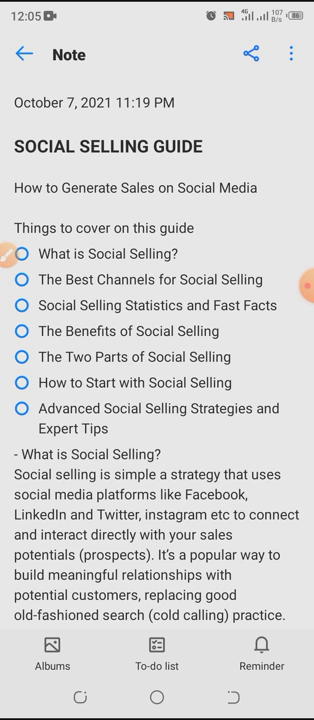 12:05
4G
107
B/s
86
Note
October 7, 2021 11:19 PM
SOCIAL SELLING GUIDE
How to Generate Sales on Social Media
Things to cover on this guide
What is Social Selling?
The Best Channels for Social Selling
Social Selling Statistics and Fast Facts
The Benefits of Social Selling
The Two Parts of Social Selling
How to Start with Social Selling
Advanced Social Selling Strategies and
Expert Tips
- What is Social Selling?
Social selling is simple a strategy that uses
social media platforms like Facebook,
LinkedIn and Twitter, instagram etc to connect
and interact directly with your sales
potentials (prospects). It's a popular way to
build meaningful relationships with
potential customers, replacing good
old-fashioned search (cold calling) practice.
Albums
To-do list
Reminder